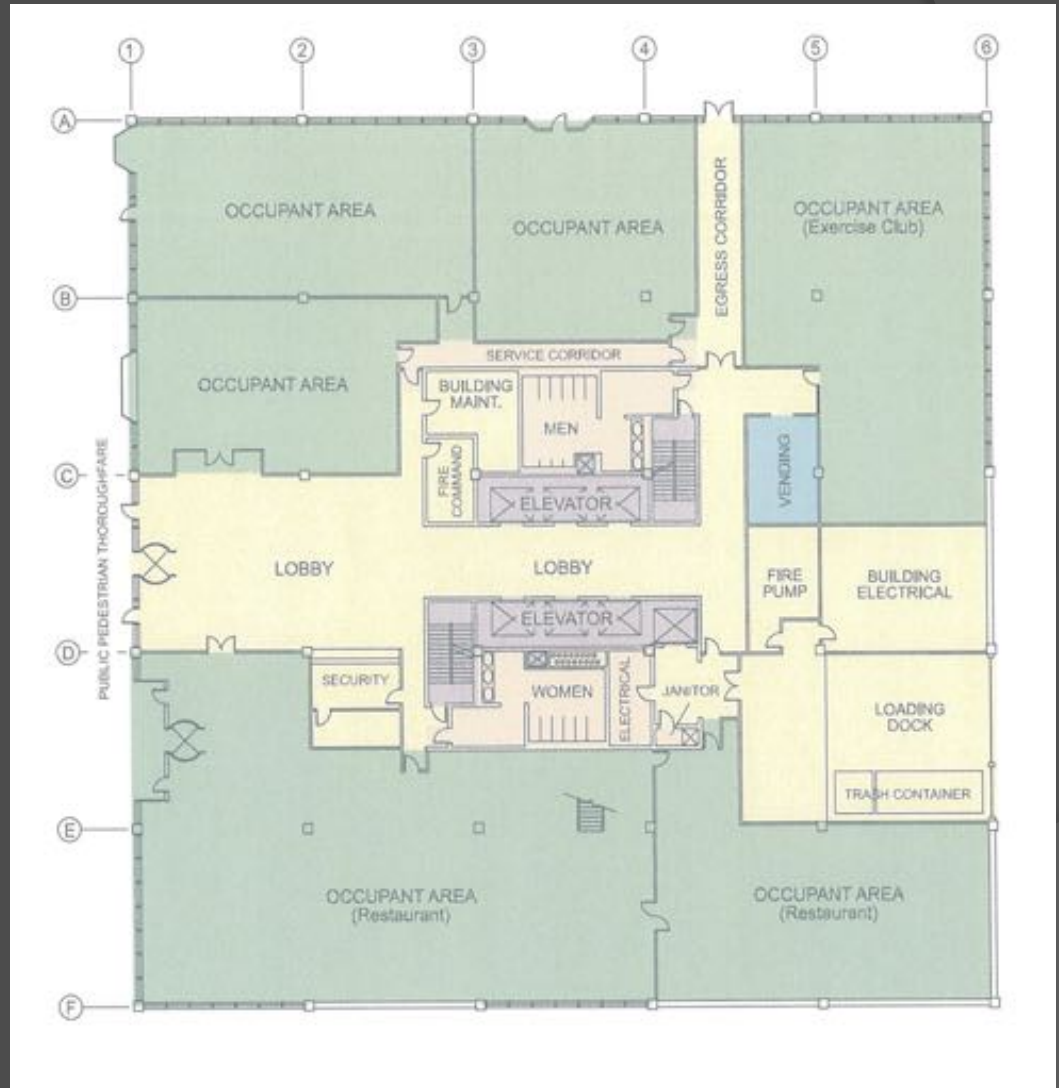 1
2
3
4
5
6
A
OCCUPANT AREA
OCCUPANT AREA
EGRESS CORRIDOR
OCCUPANT AREA
(Exercise Club)
B
SERVICE CORRIDOR
OCCUPANT AREA
BUILDING
MAINT.
MEN
C
FIRE
COMMAND
ELEVATOR
VENDING
PUBLIC PEDESTRIAN THOROUGHFARE
LOBBY
LOBBY
FIRE
PUMP
BUILDING
ELECTRICAL
ELEVATOR
D
SECURITY
WOMEN
ELECTRICAL
JANITOR
LOADING
DOCK
TRASH CONTAINER
E
OCCUPANT AREA
(Restaurant)
OCCUPANT AREA
(Restaurant)
F